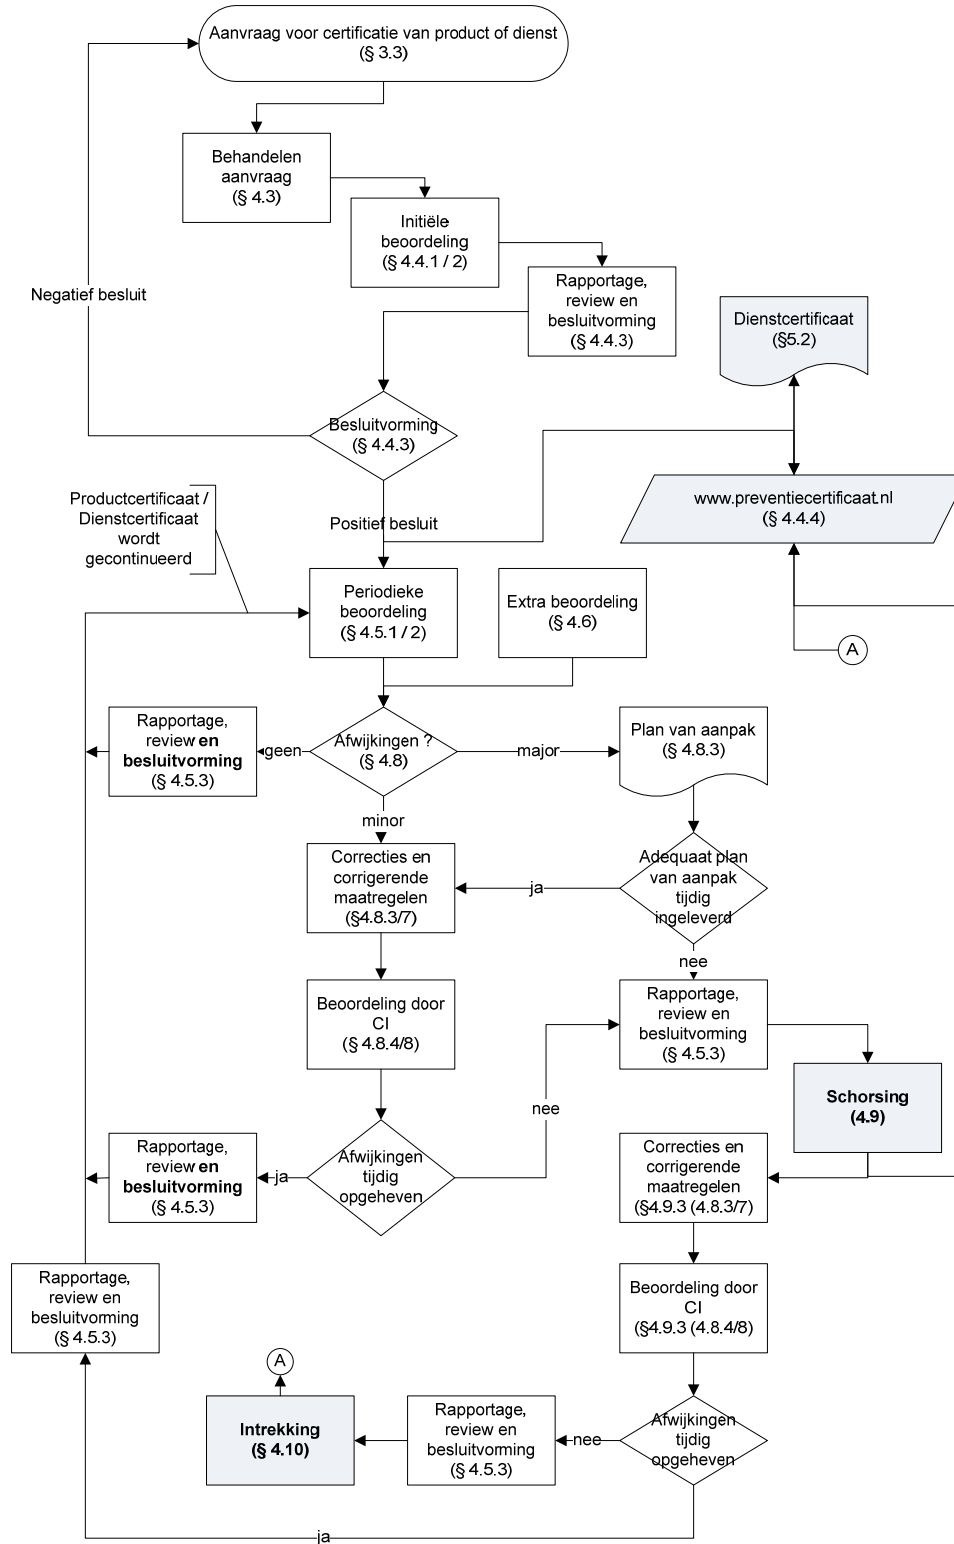 Aanvraag voor certificatie van product of dienst
(§ 3.3)
Behandelen
aanvraag
(§ 4.3)
Initiële
beoordeling
(§ 4.4.1 / 2)
Rapportage,
review en
besluitvorming
(§ 4.4.3)
Negatief besluit
Dienstcertificaat
(§5.2)
Besluitvorming
(§ 4.4.3)
www.preventiecertificaat.nl
(§ 4.4.4)
Productcertificaat /
Dienstcertificaat
wordt
gecontinueerd
Positief besluit
Periodieke
beoordeling
(§ 4.5.1 / 2)
Extra beoordeling
(§ 4.6)
A
Rapportage,
review en
besluitvorming
(§ 4.5.3)
geen
Afwijkingen ?
(§ 4.8)
major
Plan van aanpak
(§ 4.8.3)
minor
Correcties en
corrigerende
maatregelen
(§4.8.3/7)
ja
Adequaat plan
van aanpak
tijdig
ingeleverd
nee
Beoordeling door
CI
(§ 4.8.4/8)
Rapportage,
review en
besluitvorming
(§ 4.5.3)
Schorsing
(4.9)
nee
Rapportage,
review en
besluitvorming
(§ 4.5.3)
ja
Afwijkingen
tijdig
opgeheven
Correcties en
corrigerende
maatregelen
(§4.9.3 (4.8.3/7)
Rapportage,
review en
besluitvorming
(§ 4.5.3)
Beoordeling door
CI
(§4.9.3 (4.8.4/8)
A
Intrekking
(§ 4.10)
Rapportage,
review en
besluitvorming
(§ 4.5.3)
nee
Afwijkingen
tijdig
opgeheven
ja